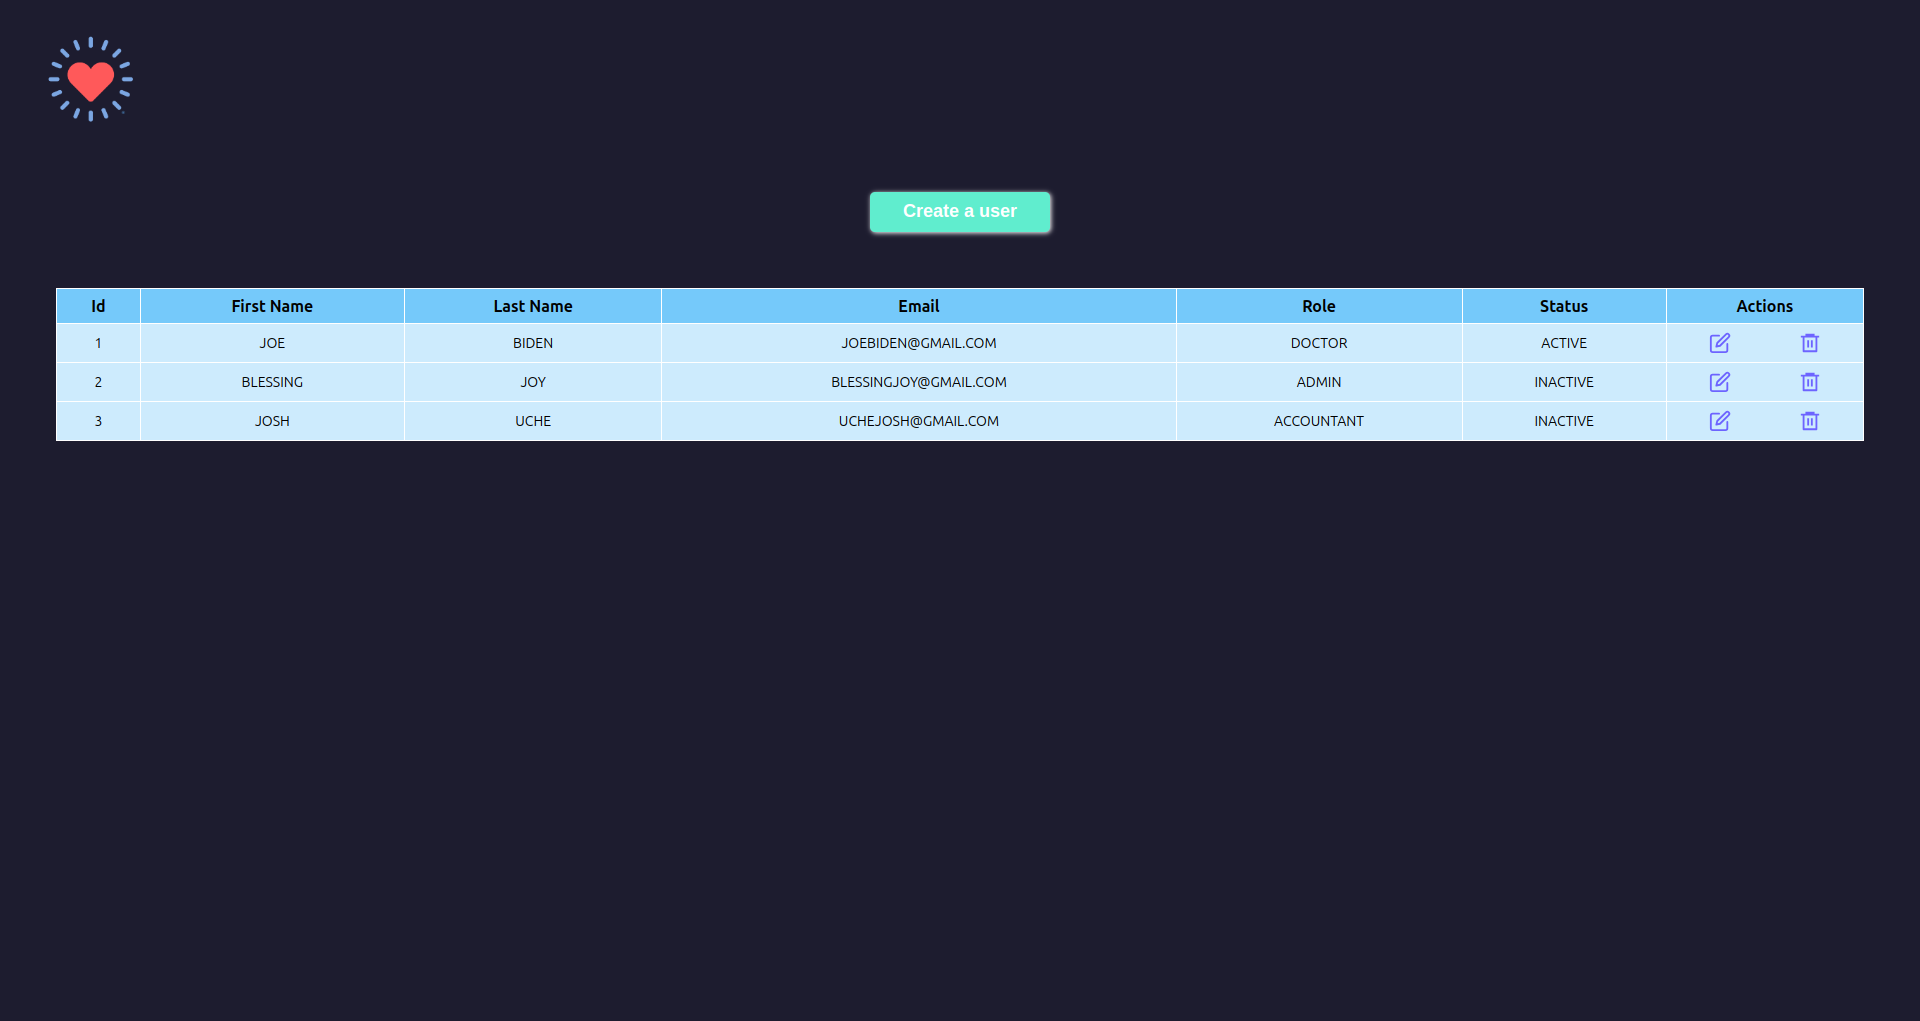 Create a user
Id First Name Last Name Email Role Status Actions
1 JOE BIDEN JOEBIDEN@GMAIL.COM DOCTOR ACTIVE
2 BLESSING JOY BLESSINGJOY@GMAIL.COM ADMIN INACTIVE
3 JOSH UCHE UCHEJOSH@GMAIL.COM ACCOUNTANT INACTIVE